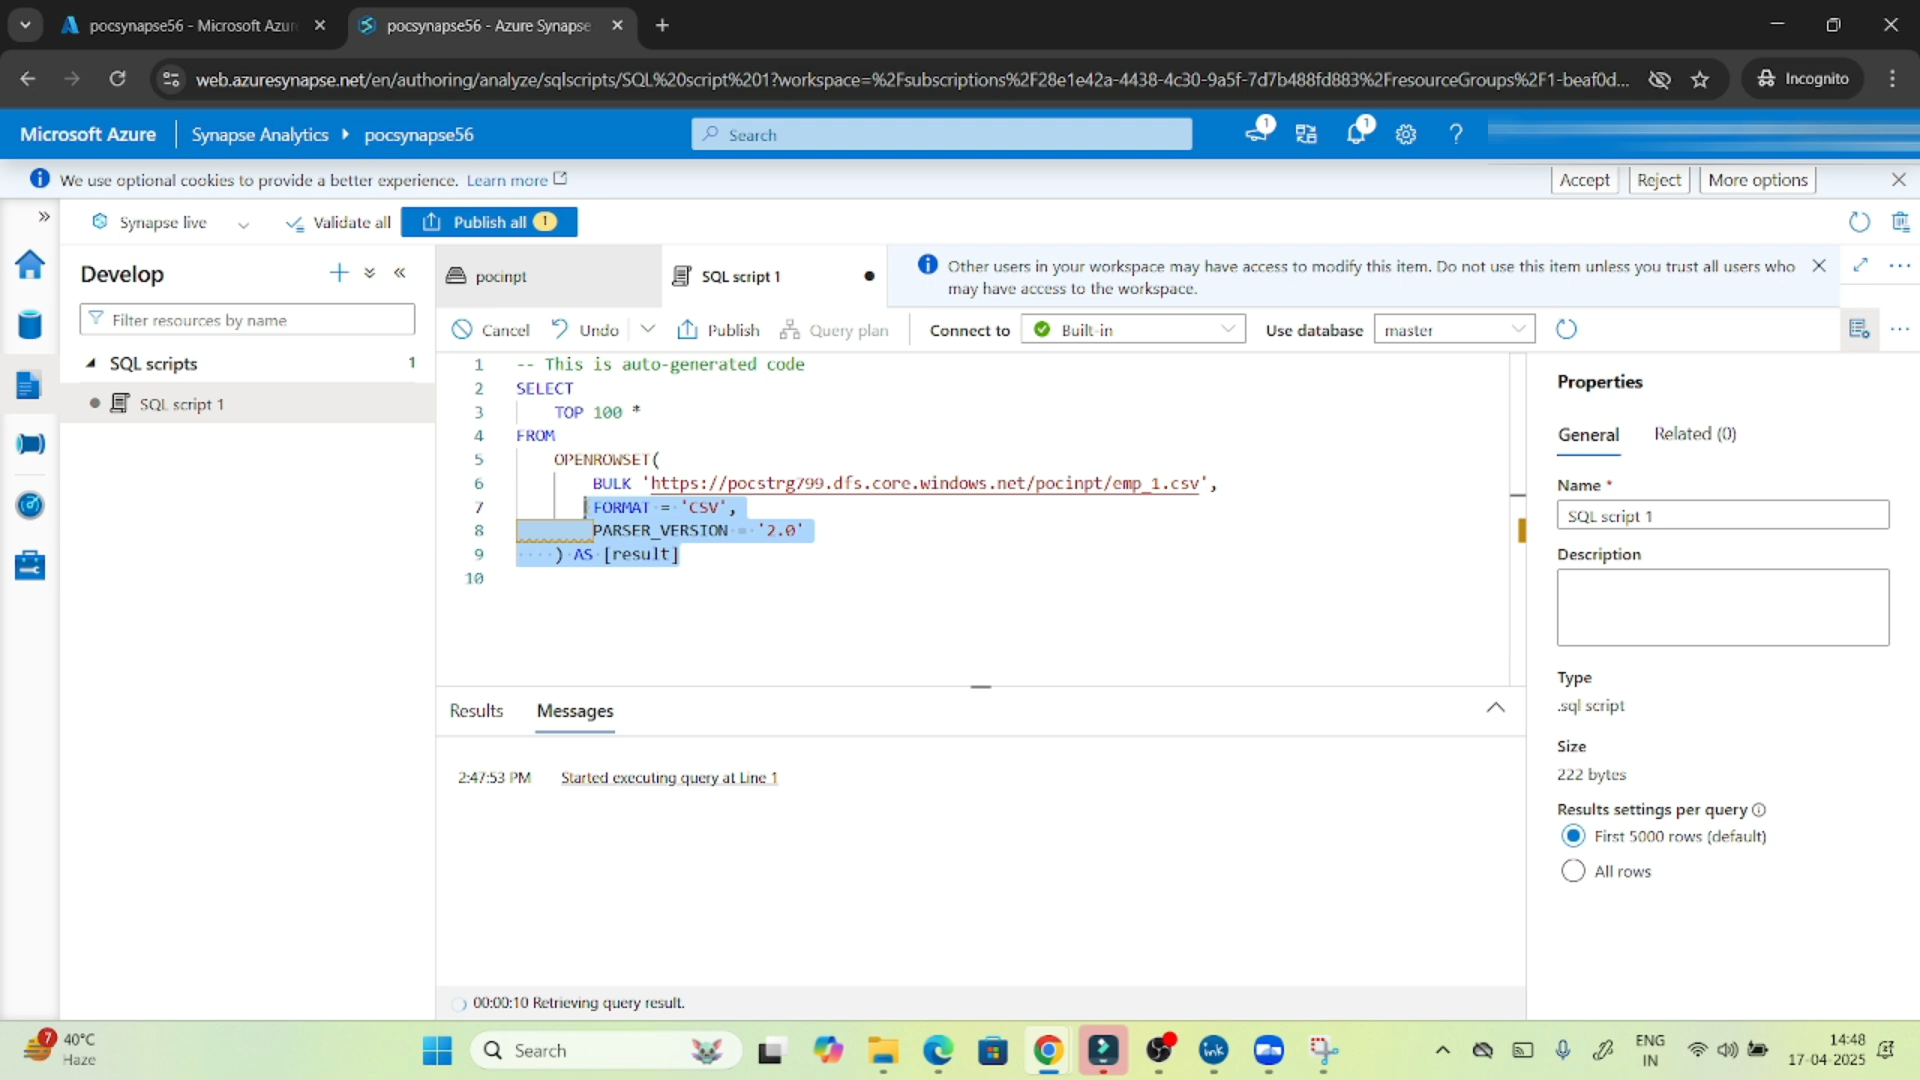 pocsynapse56 - Microsoft Azur
pocsynapse56 - Azure Synapse
web.azuresynapse.net/en/authoring/analyze/sqlscripts/SQL%20script%201?workspace=%2Fsubscriptions%2F28e1e42a-4438-4c30-9a5f-7d7b488fd883%2FresourceGroups%2F1-beaf0d...
Incognito
Microsoft Azure
Synapse Analytics
pocsynapse56
Search
1
1
We use optional cookies to provide a better experience. Learn more
Accept
Reject
More options
Synapse live
Validate all
Publish all 1
Develop
pocinpt
SQL script 1
Other users in your workspace may have access to modify this item. Do not use this item unless you trust all users who
may have access to the workspace.
Filter resources by name
Cancel
Undo
Publish
Query plan
Connect to
Built-in
Use database
master
SQL scripts 1
SQL script 1
1 -- This is auto-generated code
2 SELECT
3 TOP 100 *
4 FROM
5 OPENROWSET(
6 BULK 'https://pocstrg799.dfs.core.windows.net/pocinpt/emp_1.csv',
7 FORMAT = 'CSV',
8 PARSER_VERSION = '2.0'
9 ) AS [result]
10
Properties
General
Related (0)
Name *
SQL script 1
Description
Type
.sql script
Size
222 bytes
Results settings per query
First 5000 rows (default)
All rows
Results
Messages
2:47:53 PM Started executing query at Line 1
00:00:10 Retrieving query result.
7
40°C
Haze
Search
ink
ENG
IN
14:48
17-04-2025